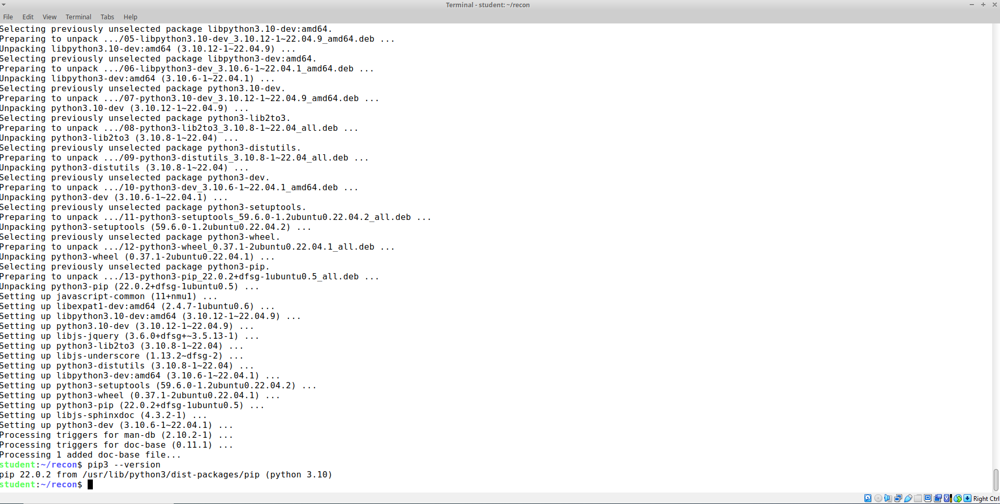 Terminal - student: ~/recon
File Edit View Terminal Tabs Help
Selecting previously unselected package libpython3.10-dev:amd64.
Preparing to unpack .../05-libpython3.10-dev_3.10.12-1~22.04.9_amd64.deb ...
Unpacking libpython3.10-dev:amd64 (3.10.12-1~22.04.9) ...
Selecting previously unselected package libpython3-dev:amd64.
Preparing to unpack .../06-libpython3-dev_3.10.6-1~22.04.1_amd64.deb ...
Unpacking libpython3-dev:amd64 (3.10.6-1~22.04.1) ...
Selecting previously unselected package python3.10-dev.
Preparing to unpack .../07-python3.10-dev_3.10.12-1~22.04.9_amd64.deb ...
Unpacking python3.10-dev (3.10.12-1~22.04.9) ...
Selecting previously unselected package python3-lib2to3.
Preparing to unpack .../08-python3-lib2to3_3.10.8-1~22.04_all.deb ...
Unpacking python3-lib2to3 (3.10.8-1~22.04) ...
Selecting previously unselected package python3-distutils.
Preparing to unpack .../09-python3-distutils_3.10.8-1~22.04_all.deb ...
Unpacking python3-distutils (3.10.8-1~22.04) ...
Selecting previously unselected package python3-dev.
Preparing to unpack .../10-python3-dev_3.10.6-1~22.04.1_amd64.deb ...
Unpacking python3-dev (3.10.6-1~22.04.1) ...
Selecting previously unselected package python3-setuptools.
Preparing to unpack .../11-python3-setuptools_59.6.0-1.2ubuntu0.22.04.2_all.deb ...
Unpacking python3-setuptools (59.6.0-1.2ubuntu0.22.04.2) ...
Selecting previously unselected package python3-wheel.
Preparing to unpack .../12-python3-wheel_0.37.1-2ubuntu0.22.04.1_all.deb ...
Unpacking python3-wheel (0.37.1-2ubuntu0.22.04.1) ...
Selecting previously unselected package python3-pip.
Preparing to unpack .../13-python3-pip_22.0.2+dfsg-1ubuntu0.5_all.deb ...
Unpacking python3-pip (22.0.2+dfsg-1ubuntu0.5) ...
Setting up javascript-common (11+nmu1) ...
Setting up libexpat1-dev:amd64 (2.4.7-1ubuntu0.6) ...
Setting up libpython3.10-dev:amd64 (3.10.12-1~22.04.9) ...
Setting up python3.10-dev (3.10.12-1~22.04.9) ...
Setting up libjs-jquery (3.6.0+dfsg+~3.5.13-1) ...
Setting up python3-lib2to3 (3.10.8-1~22.04) ...
Setting up libjs-underscore (1.13.2~dfsg-2) ...
Setting up python3-distutils (3.10.8-1~22.04) ...
Setting up libpython3-dev:amd64 (3.10.6-1~22.04.1) ...
Setting up python3-setuptools (59.6.0-1.2ubuntu0.22.04.2) ...
Setting up python3-wheel (0.37.1-2ubuntu0.22.04.1) ...
Setting up python3-pip (22.0.2+dfsg-1ubuntu0.5) ...
Setting up libjs-sphinxdoc (4.3.2-1) ...
Setting up python3-dev (3.10.6-1~22.04.1) ...
Processing triggers for man-db (2.10.2-1) ...
Processing triggers for doc-base (0.11.1) ...
Processing 1 added doc-base file...
student:~/recon$ pip3 --version
pip 22.0.2 from /usr/lib/python3/dist-packages/pip (python 3.10)
student:~/recon$
Right Ctrl